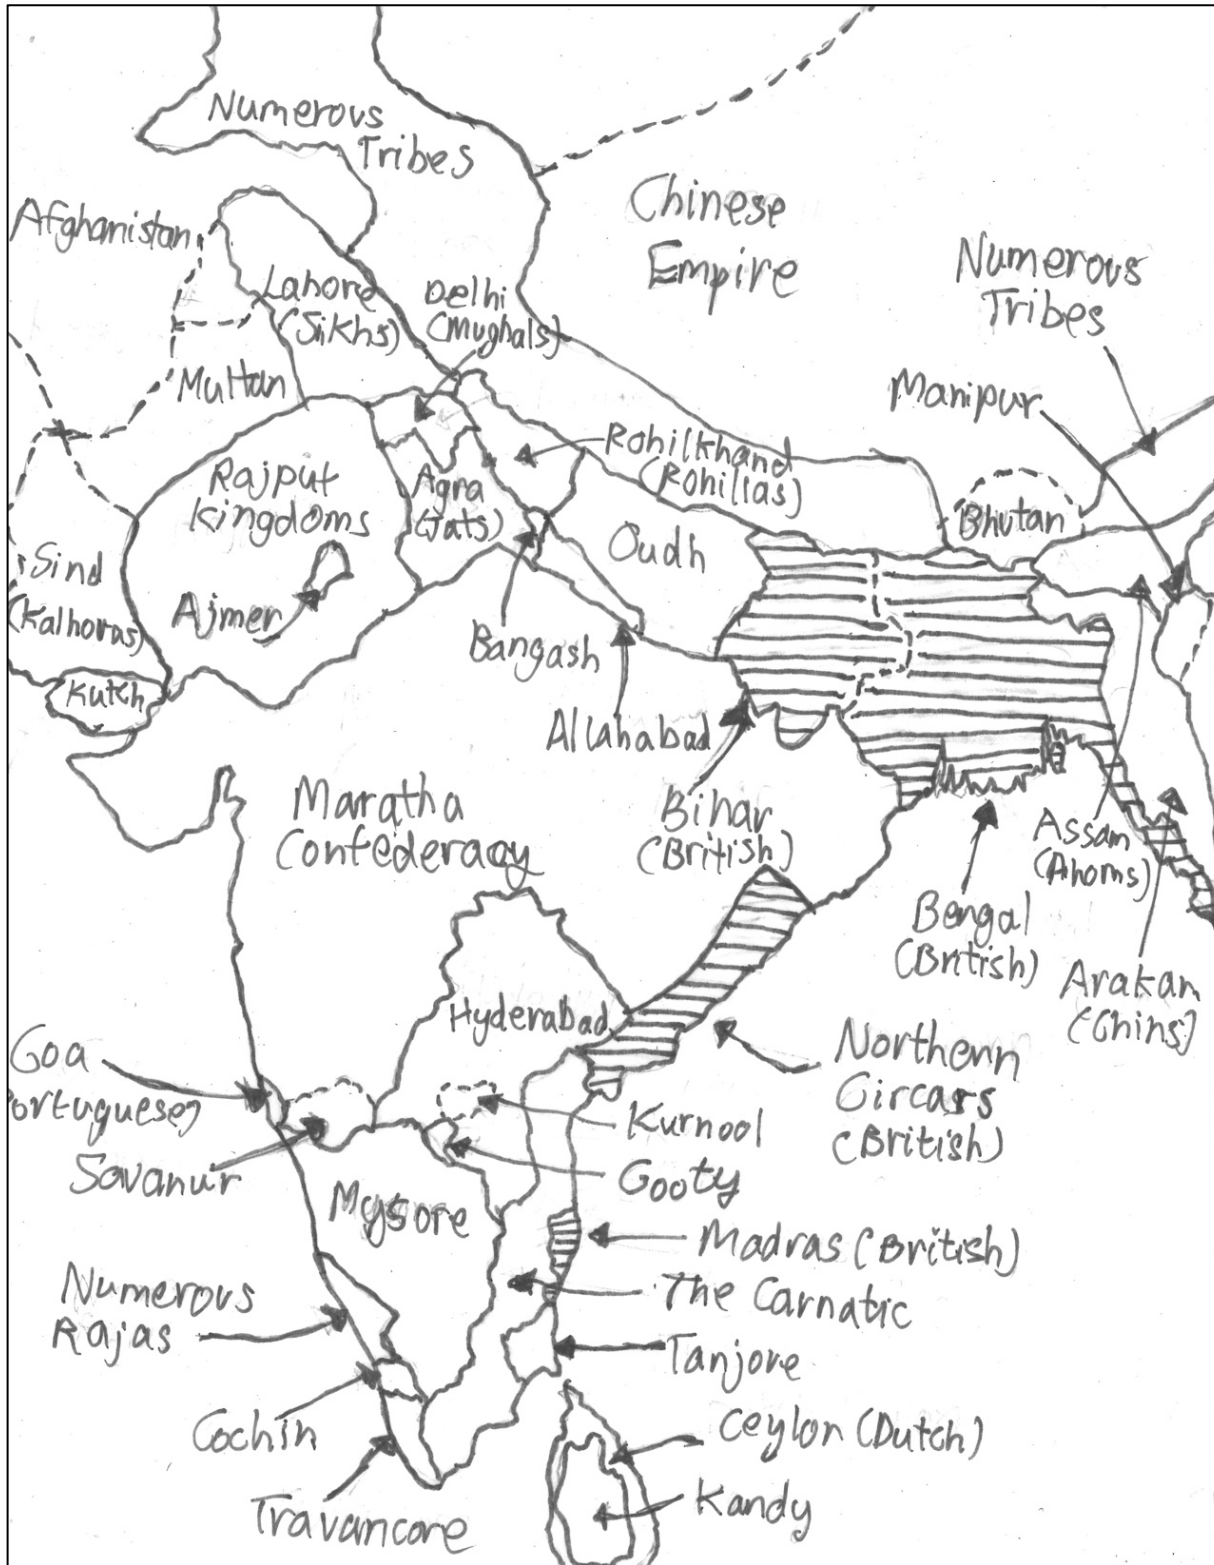 Numerous
Tribes
Chinese
Empire
Afghanistan
Numerous
Tribes
Lahore
(Sikhs)
Delhi
(Mughals)
Multan
Manipur
Rohilkhand
(Rohillas)
Rajput
Kingdoms
Agra
(Jats)
Bhutan
Oudh
Sind
(Kalhoras)
Ajmer
Bangash
Kutch
Allahabad
Maratha
Confederacy
Bihar
(British)
Assam
(Ahoms)
Bengal
(British)
Arakan
(Chins)
Hyderabad
Goa
Portuguese)
Northern
Circars
(British)
Kurnool
Savanur
Gooty
Mysore
Madras (British)
Numerous
Rajas
The Carnatic
Tanjore
Cochin
Ceylon (Dutch)
Kandy
Travancore